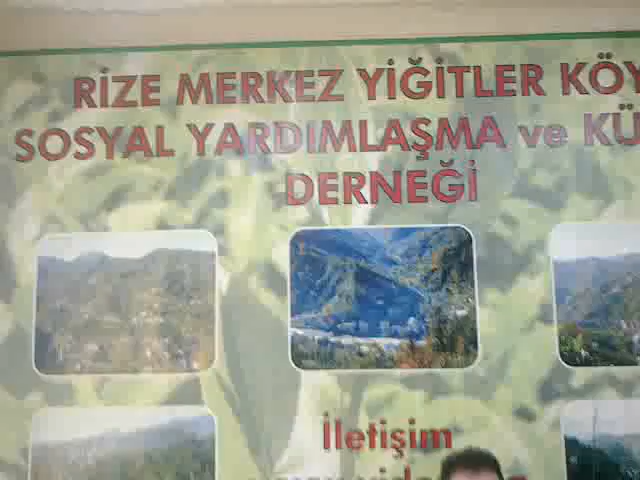 RİZE MERKEZ YİĞİTLER KÖY
SOSYAL YARDIMLAŞMA ve KÜ
DERNEĞİ
İletişim